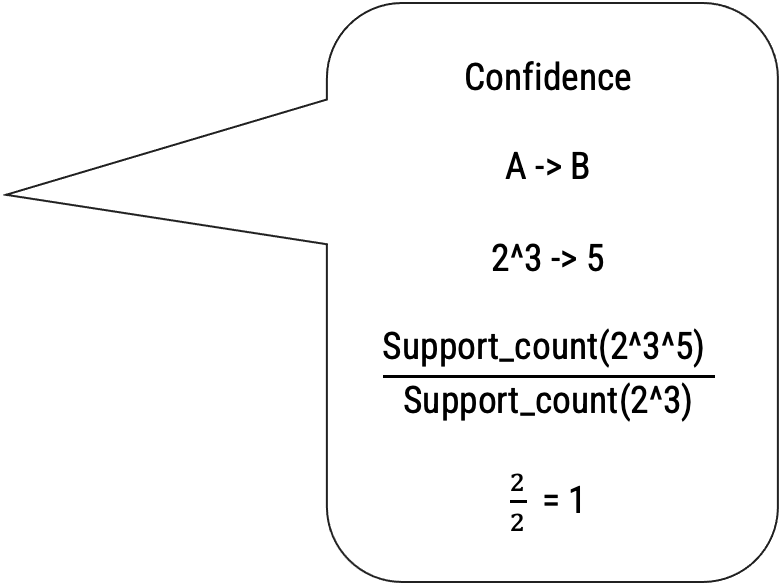 Confidence
A -> B
2^3 -> 5
Support_count(2^3^5)
Support_count(2^3)
2
2
= 1